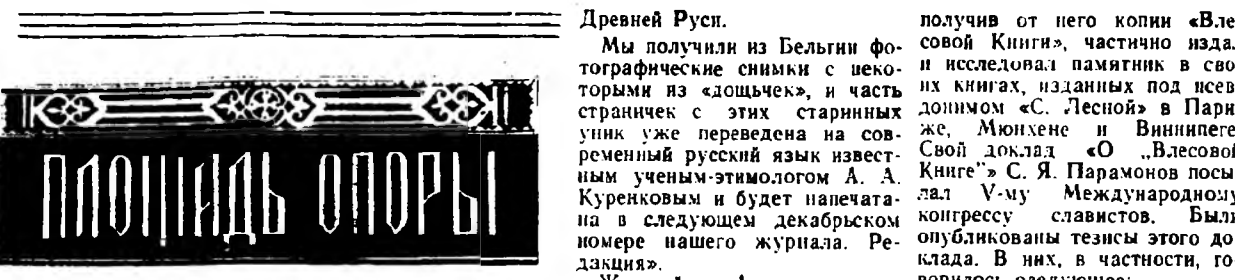 ПЛОЩАДЬ ОПОРЫ
Древней Руси.
Мы получили из Бельгии фо-
тографические снимки с неко-
торыми из «дощьчек», и часть
страничек с этих старинных
уник уже переведена на сов-
ременный русский язык извест-
ным ученым-этимологом А. А.
Куренковым и будет напечата-
на в следующем декабрьском
номере нашего журнала. Ре-
дакция».
получив от него копии «Вле
совой Книги», частично изда.
и исследовал памятник в сво
их книгах, изданных под псев
донимом «С. Лесной» в Пари
же, Мюнхене и Виннипеге
Свой доклад «О „Влесовой
Книге"» С. Я. Парамонов посы
лал V-му Международному
конгрессу славистов. Были
опубликованы тезисы этого до
клада. В них, в частности, го